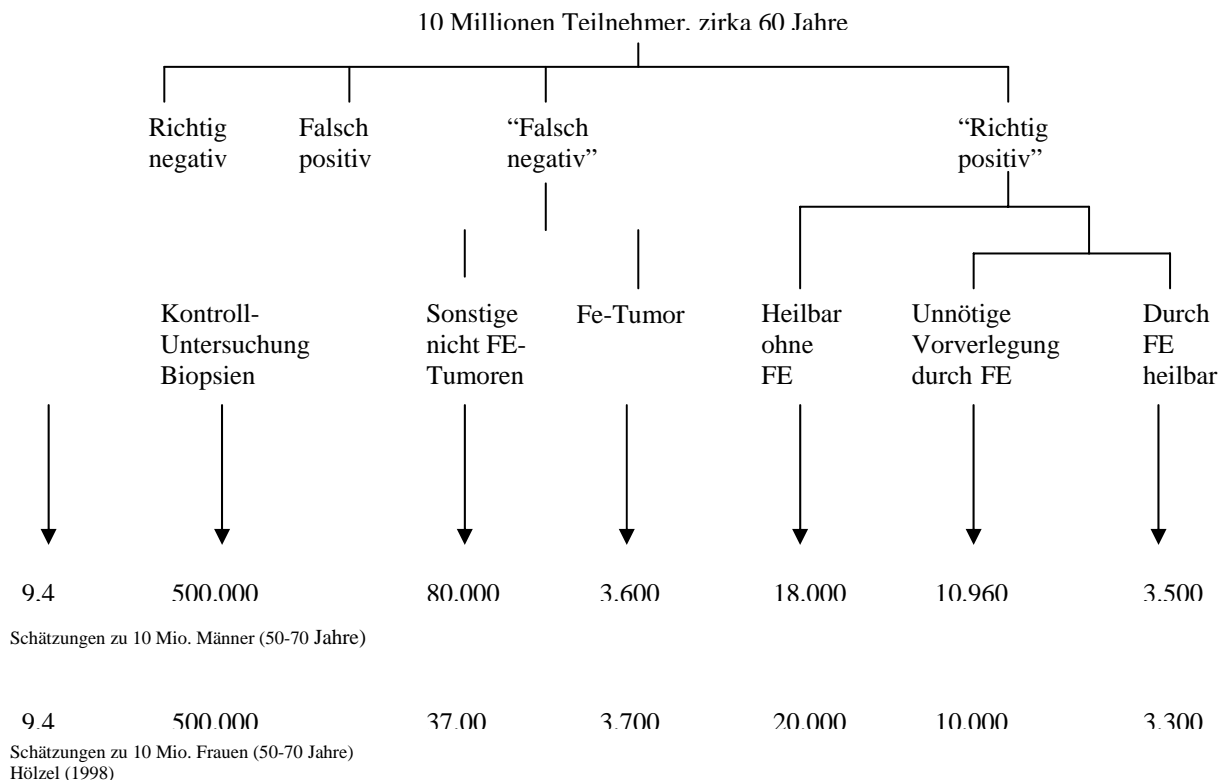 10 Millionen Teilnehmer, zirka 60 Jahre
Richtig negativ
Falsch positiv
“Falsch negativ”
“Richtig positiv”
Kontroll-
Untersuchung
Biopsien
Sonstige
nicht FE-
Tumoren
Fe-Tumor
Heilbar
ohne
FE
Unnötige
Vorverlegung
durch FE
Durch
FE
heilbar
9.4 500.000 80.000 3.600 18.000 10.960 3.500
Schätzungen zu 10 Mio. Männer (50-70 Jahre)
9.4 500.000 37.00 3.700 20.000 10.000 3.300
Schätzungen zu 10 Mio. Frauen (50-70 Jahre)
Hölzel (1998)